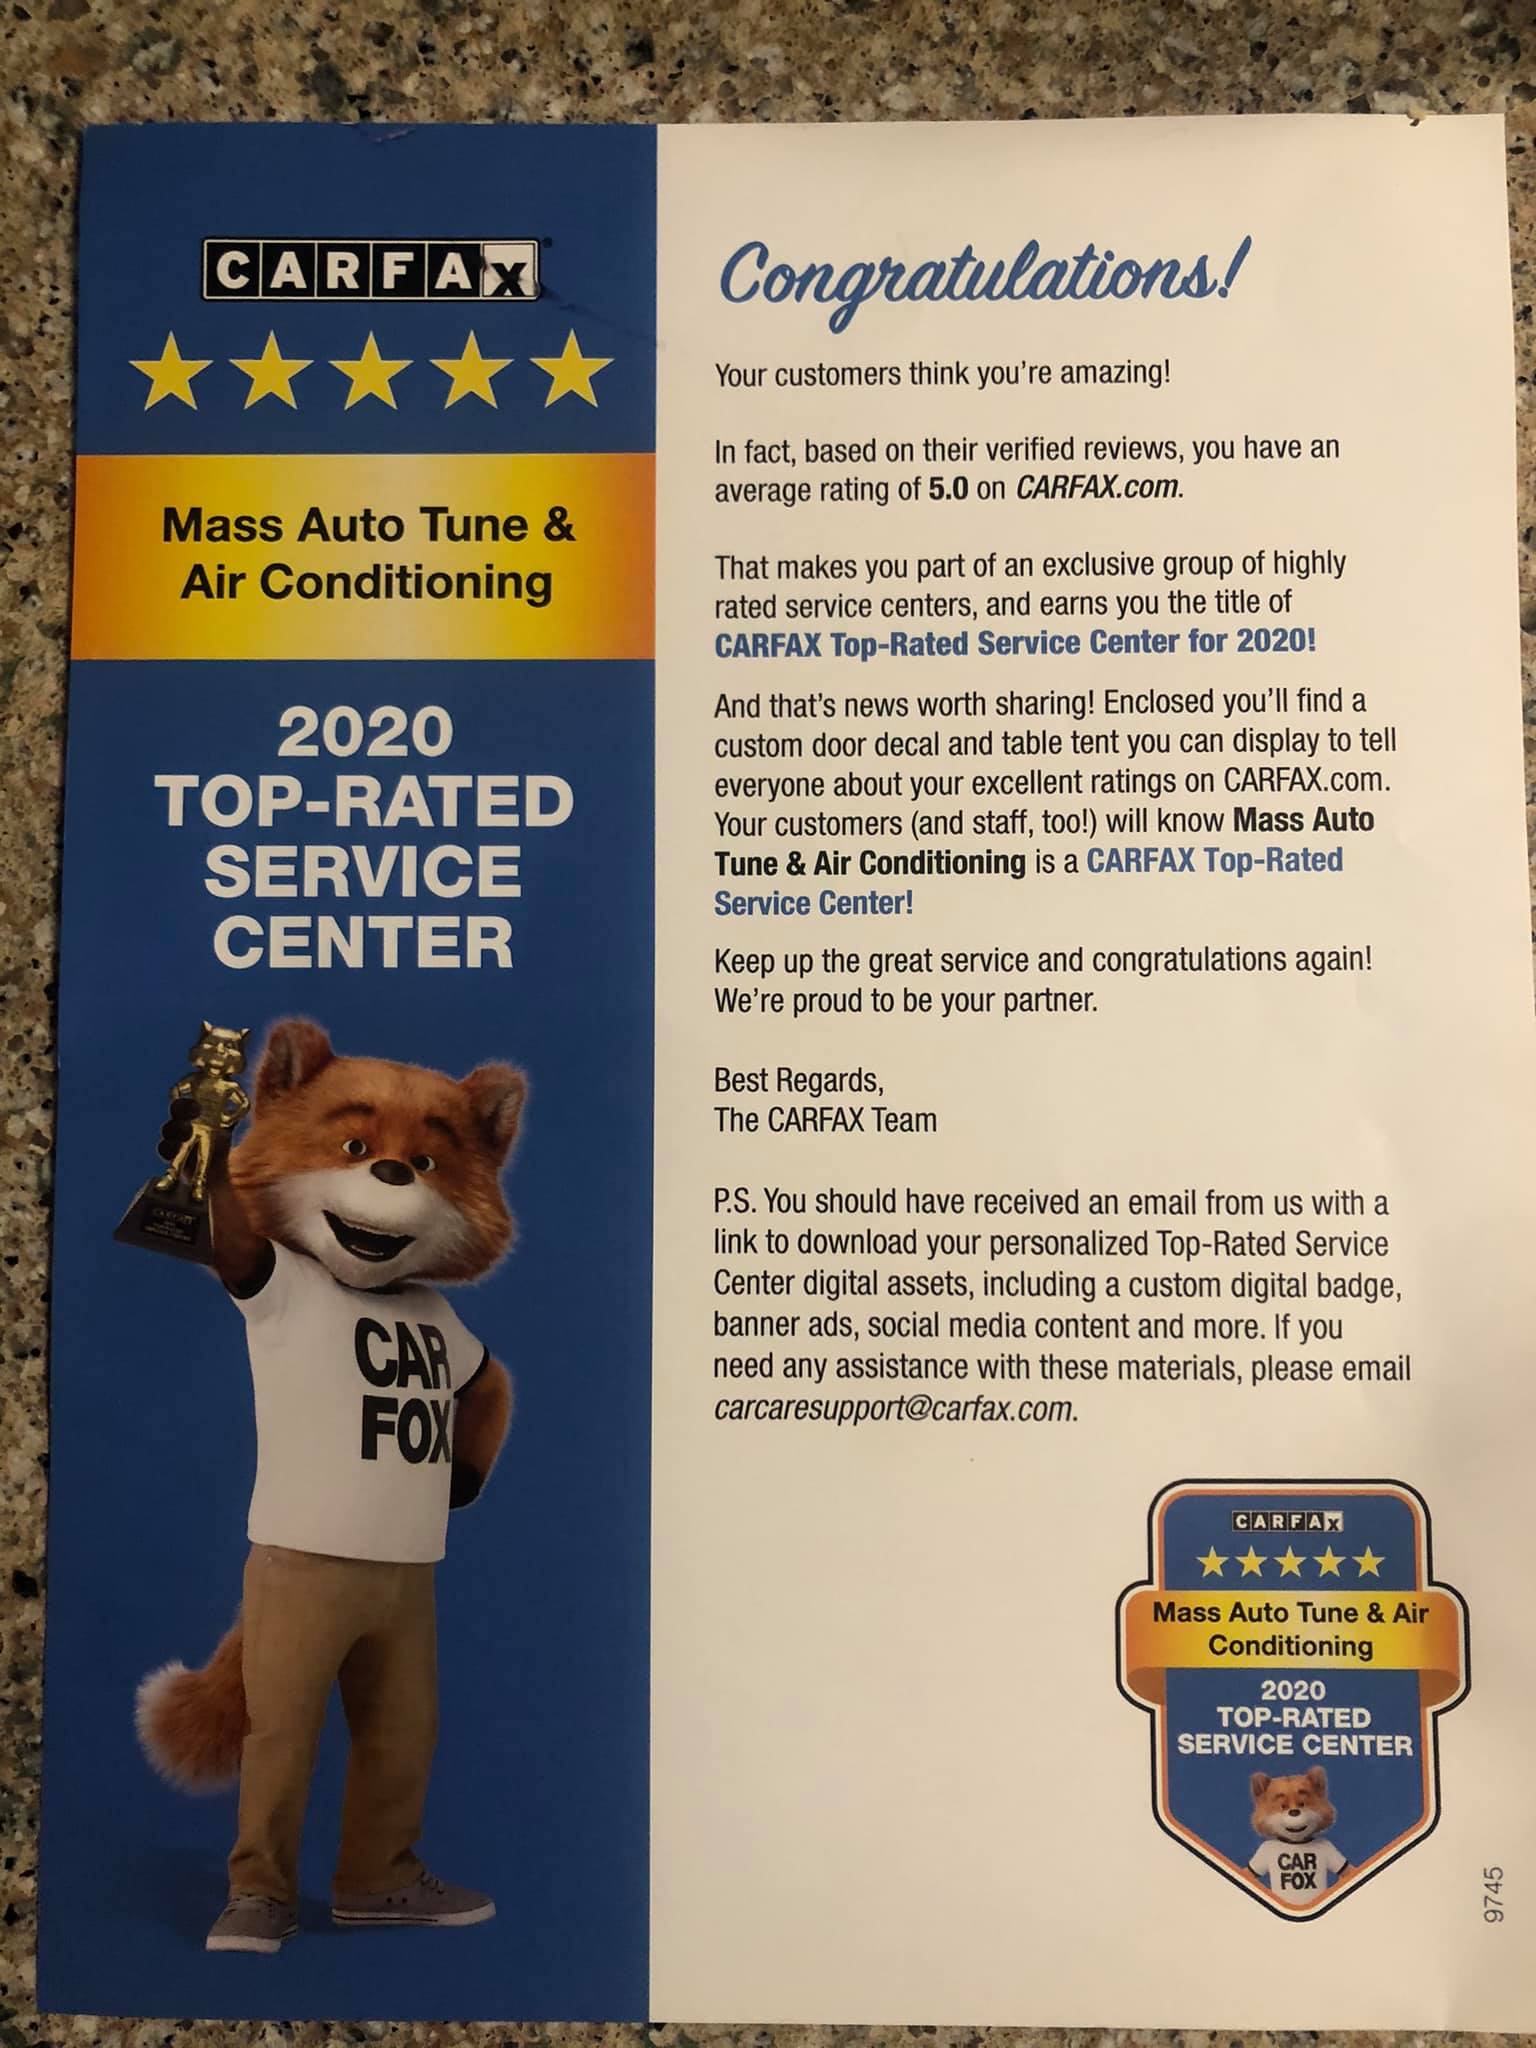 CARFAX
Mass Auto Tune &
Air Conditioning
2020
TOP-RATED
SERVICE
CENTER
CAR
FOX
Congratulations!
Your customers think you're amazing!
In fact, based on their verified reviews, you have an
average rating of 5.0 on CARFAX.com.
That makes you part of an exclusive group of highly
rated service centers, and earns you the title of
CARFAX Top-Rated Service Center for 2020!
And that's news worth sharing! Enclosed you'll find a
custom door decal and table tent you can display to tell
everyone about your excellent ratings on CARFAX.com.
Your customers (and staff, too!) will know Mass Auto
Tune & Air Conditioning is a CARFAX Top-Rated
Service Center!
Keep up the great service and congratulations again!
We're proud to be your partner.
Best Regards,
The CARFAX Team
P.S. You should have received an email from us with a
link to download your personalized Top-Rated Service
Center digital assets, including a custom digital badge,
banner ads, social media content and more. If you
need any assistance with these materials, please email
carcaresupport@carfax.com.
CARFAX
Mass Auto Tune & Air
Conditioning
2020
TOP-RATED
SERVICE CENTER
CAR
FOX
9745